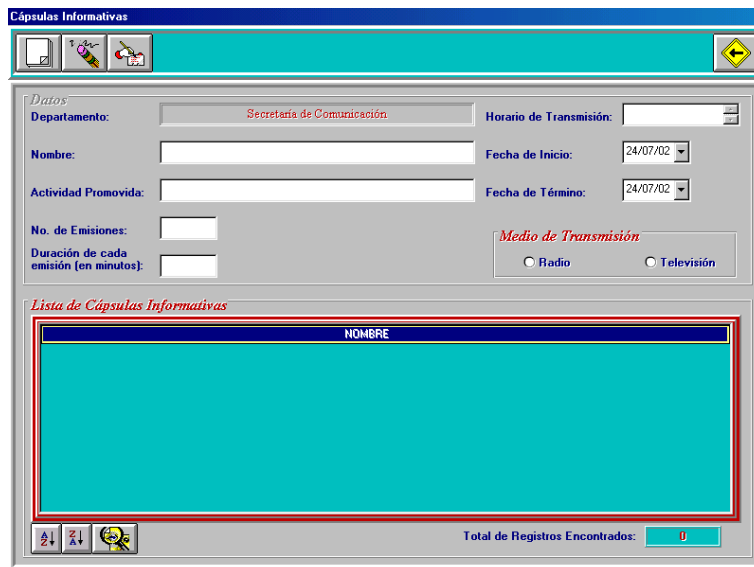 Cápsulas Informativas
Datos
Departamento: Secretaría de Comunicación Horario de Transmisión:
Nombre: Fecha de Inicio: 24/07/02
Actividad Promovida: Fecha de Término: 24/07/02
No. de Emisiones:
Medio de Transmisión
Duración de cada
emisión (en minutos):
Radio Televisión
Lista de Cápsulas Informativas
NOMBRE
A Z Z A Total de Registros Encontrados: 0